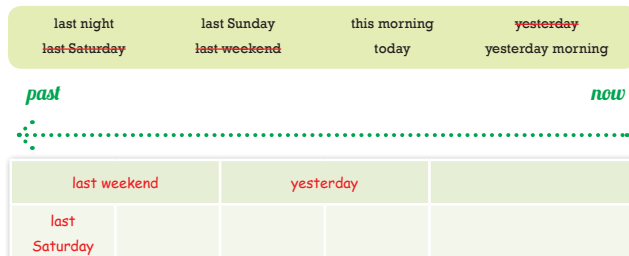 last night last Sunday this morning yesterday
last Saturday last weekend today yesterday morning
past now
last weekend yesterday
last
Saturday